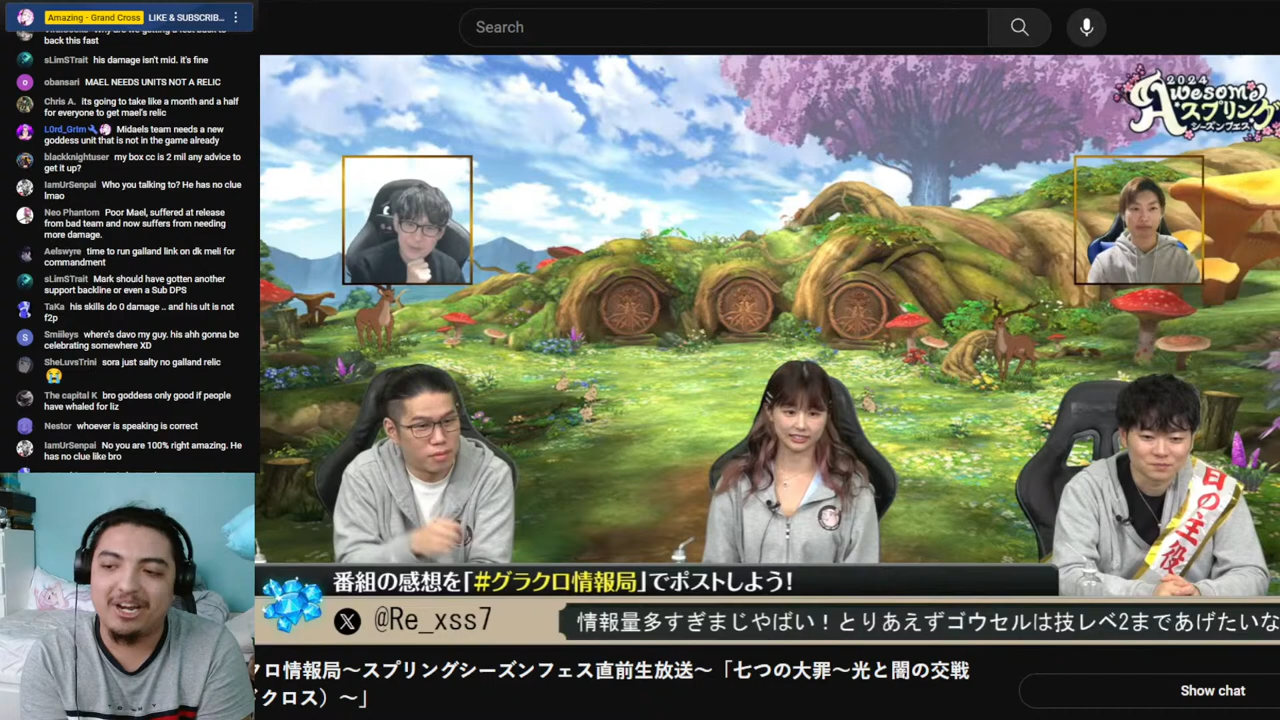 Amazing - Grand Cross LIKE & SUBSCRIB...
back this fast
sLimSTrait his damage isn't mid. it's fine
obansari MAEL NEEDS UNITS NOT A RELIC
Chris A. Its going to take like a month and a half
for everyone to get mael's relic
L0rd_Grim Midaels team needs a new
goddess unit that is not in the game already
blackknightuser my box cc is 2 mil any advice to
get it up?
IamUrSenpai Who you talking to? He has no clue
lmao
Neo Phantom Poor Mael, suffered at release
from bad team and now suffers from needing
more damage.
Aelswyre time to run galland link on dk meli for
commandment
sLimSTrait Mark should have gotten another
support backline or even a Sub DPS
TaKa his skills do 0 damage .. and his ult is not
f2p
Smiileys where's davo my guy. his ahh gonna be
celebrating somewhere XD
SheLuvsTrini sora just salty no galland relic
😭
The capital K bro goddess only good if people
have whaled for liz
Nestor whoever is speaking is correct
IamUrSenpai No you are 100% right amazing. He
has no clue like bro
Search
2024
Awesome
スプリング
シーズンフェス
日の主役
番組の感想を「#グラクロ情報局」でポストしよう!
@Re_xss7
情報量多すぎまじやばい!とりあえずゴウセルは技レベ2まであげたいな
クロ情報局〜スプリングシーズンフェス直前生放送〜「七つの大罪〜光と闇の交戦
クロス)〜」
Show chat